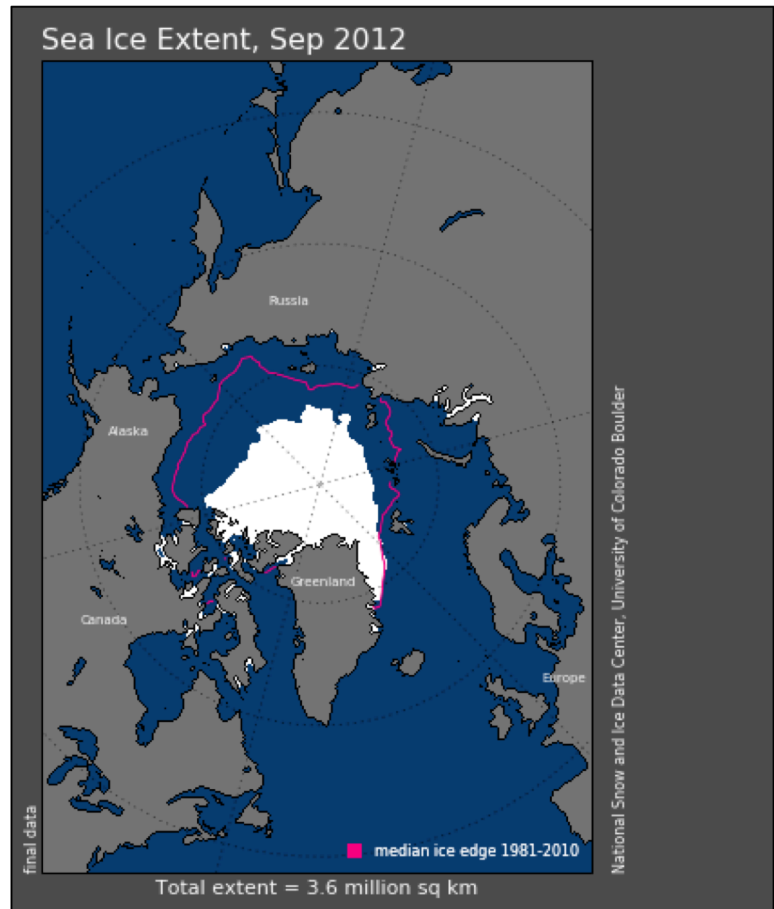 Sea Ice Extent, Sep 2012
Russia
Alaska
Greenland
Canada
Europe
median ice edge 1981-2010
final data
National Snow and Ice Data Center, University of Colorado Boulder
Total extent = 3.6 million sq km